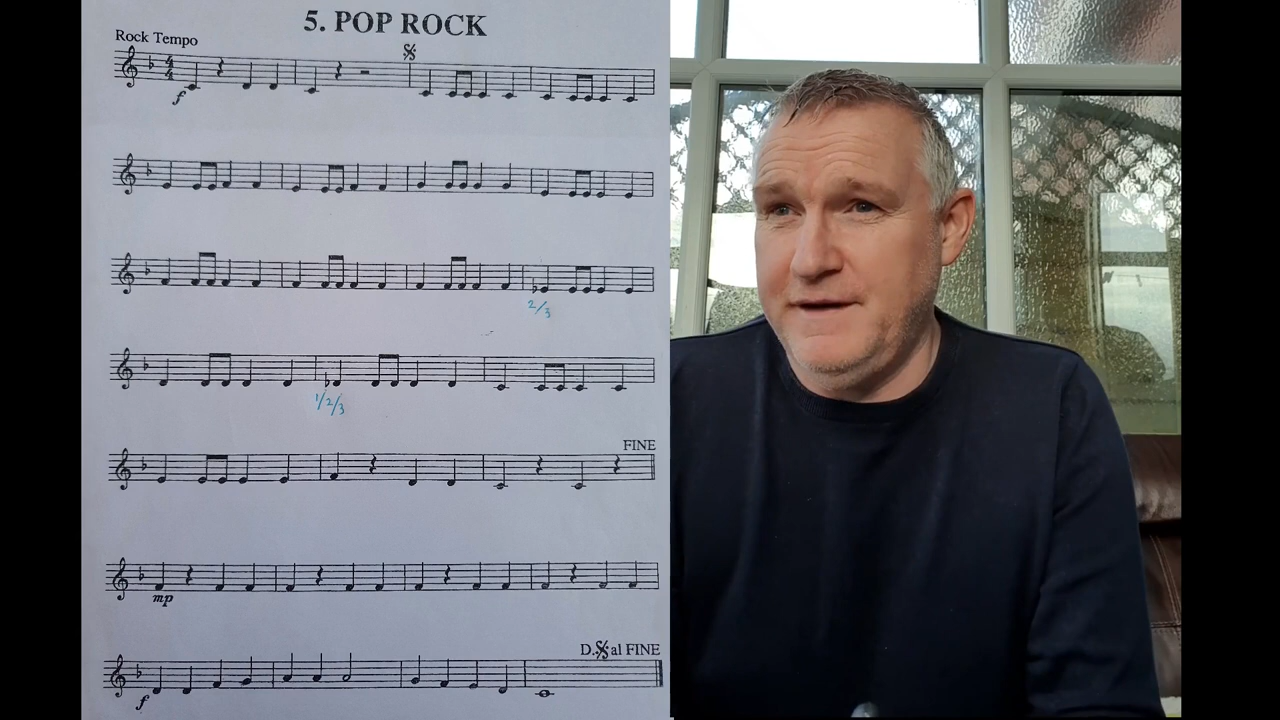 5. POP ROCK
Rock Tempo
f
2/3
1/2/3
FINE
mp
D.𝄋 al FINE
f